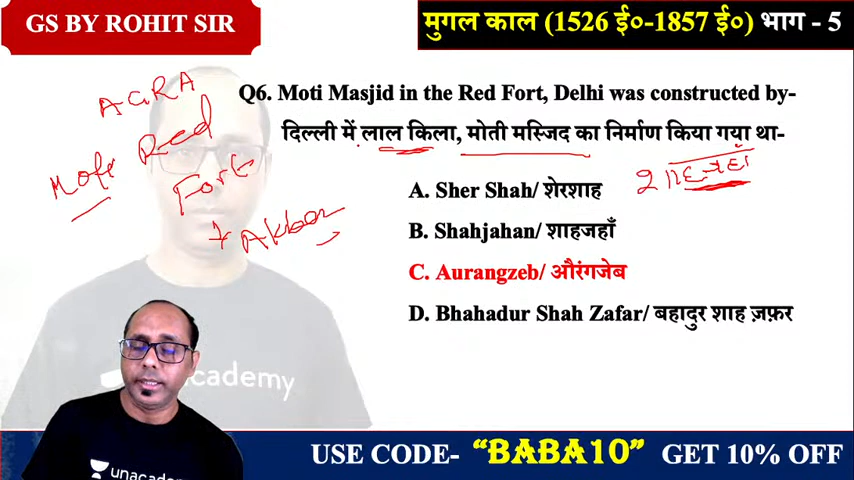 GS BY ROHIT SIR
मुगल काल (1526 ई०-1857 ई०) भाग - 5
Q6. Moti Masjid in the Red Fort, Delhi was constructed by-
दिल्ली में लाल किला, मोती मस्जिद का निर्माण किया गया था-
A. Sher Shah/ शेरशाह
B. Shahjahan/ शाहजहाँ
C. Aurangzeb/ औरंगजेब
D. Bhahadur Shah Zafar/ बहादुर शाह ज़फ़र
AGRA
Red
Fort
Akbar
शाहजहाँ
unacademy
unacademy
USE CODE- “BABA10” GET 10% OFF